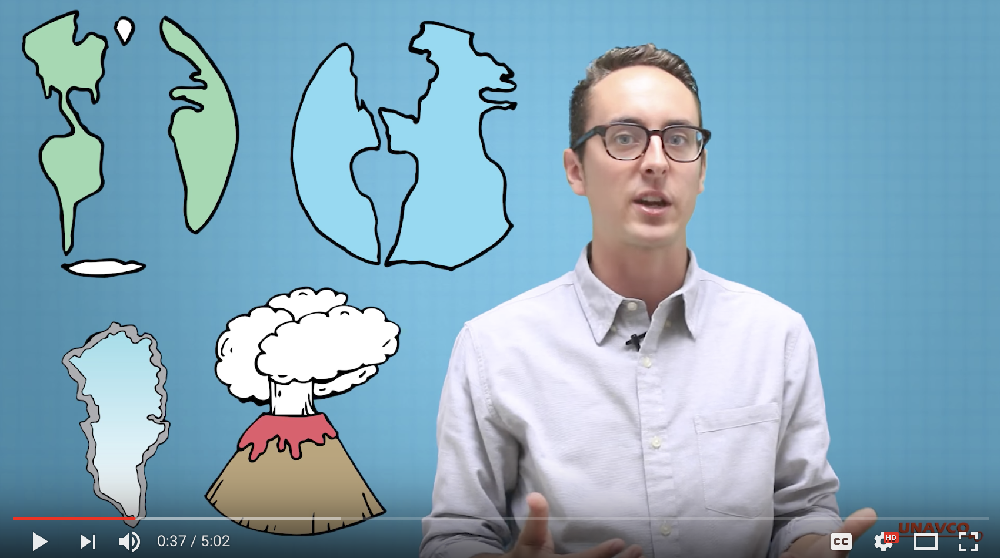 UNAVCO
0:37 / 5:02
CC
HD